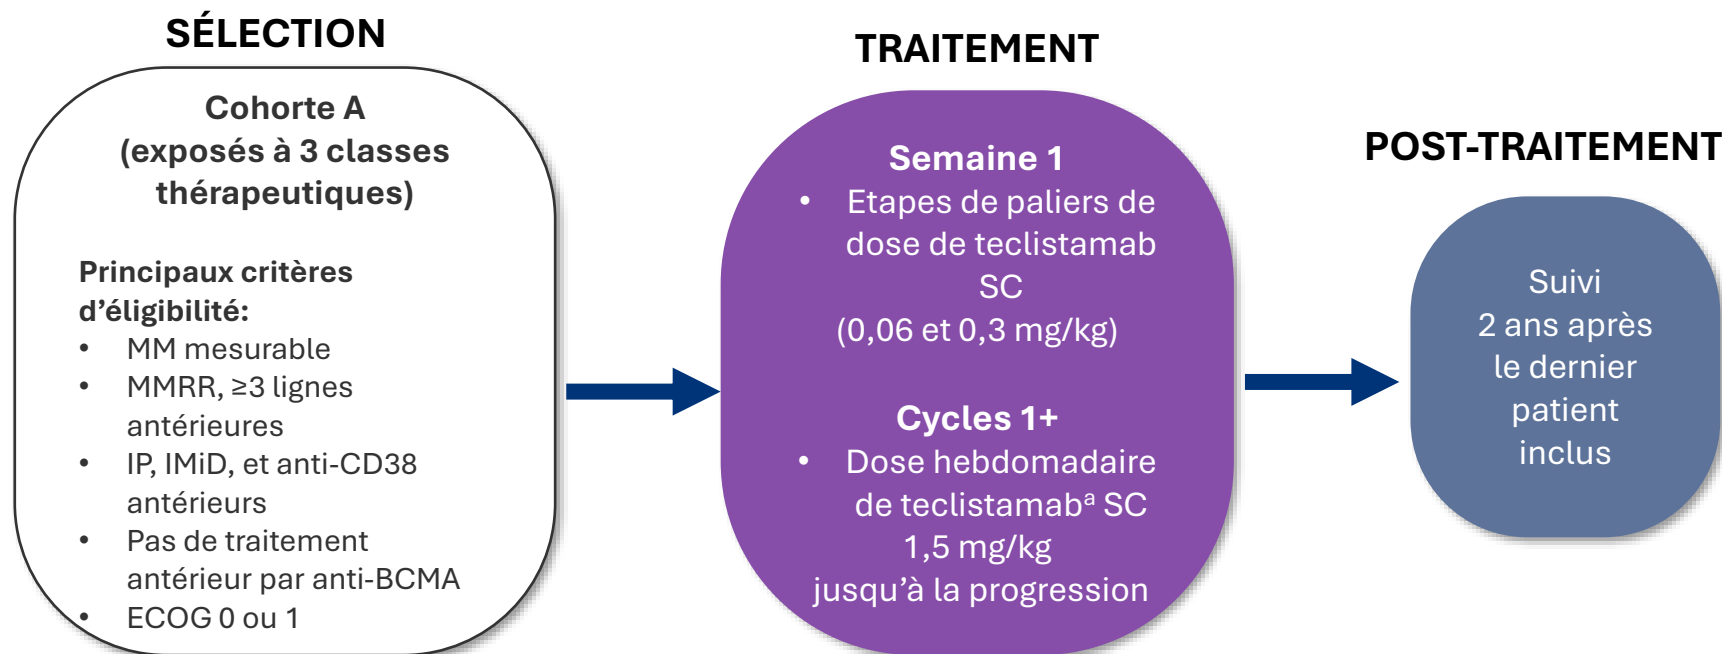 SÉLECTION
Cohorte A
(exposés à 3 classes
thérapeutiques)
Principaux critères
d’éligibilité:
• MM mesurable
• MMRR, ≥3 lignes
antérieures
• IP, IMiD, et anti-CD38
antérieurs
• Pas de traitement
antérieur par anti-BCMA
• ECOG 0 ou 1
TRAITEMENT
Semaine 1
• Etapes de paliers de
dose de teclistamab
SC
(0,06 et 0,3 mg/kg)
Cycles 1+
• Dose hebdomadaire
de teclistamabᵃ SC
1,5 mg/kg
jusqu’à la progression
POST-TRAITEMENT
Suivi
2 ans après
le dernier
patient
inclus